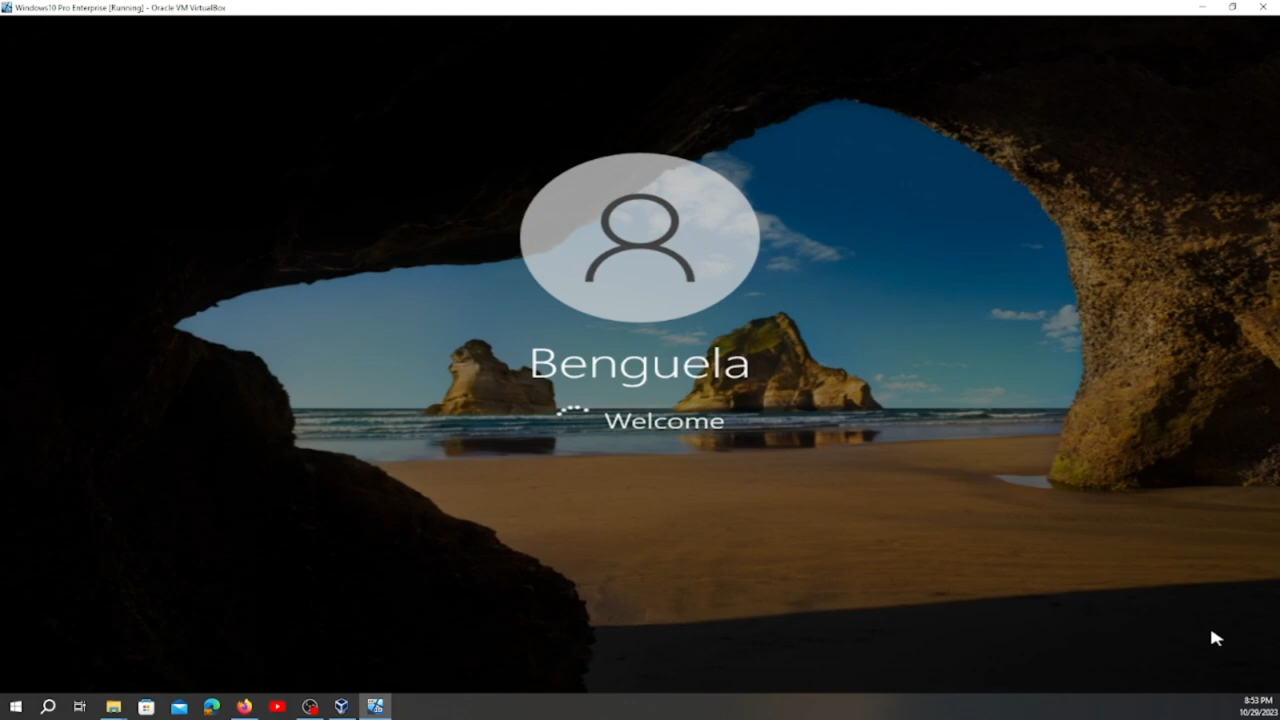 Windows10 Pro Enterprise [Running] - Oracle VM VirtualBox
Benguela
Welcome
8:53 PM
10/29/2023